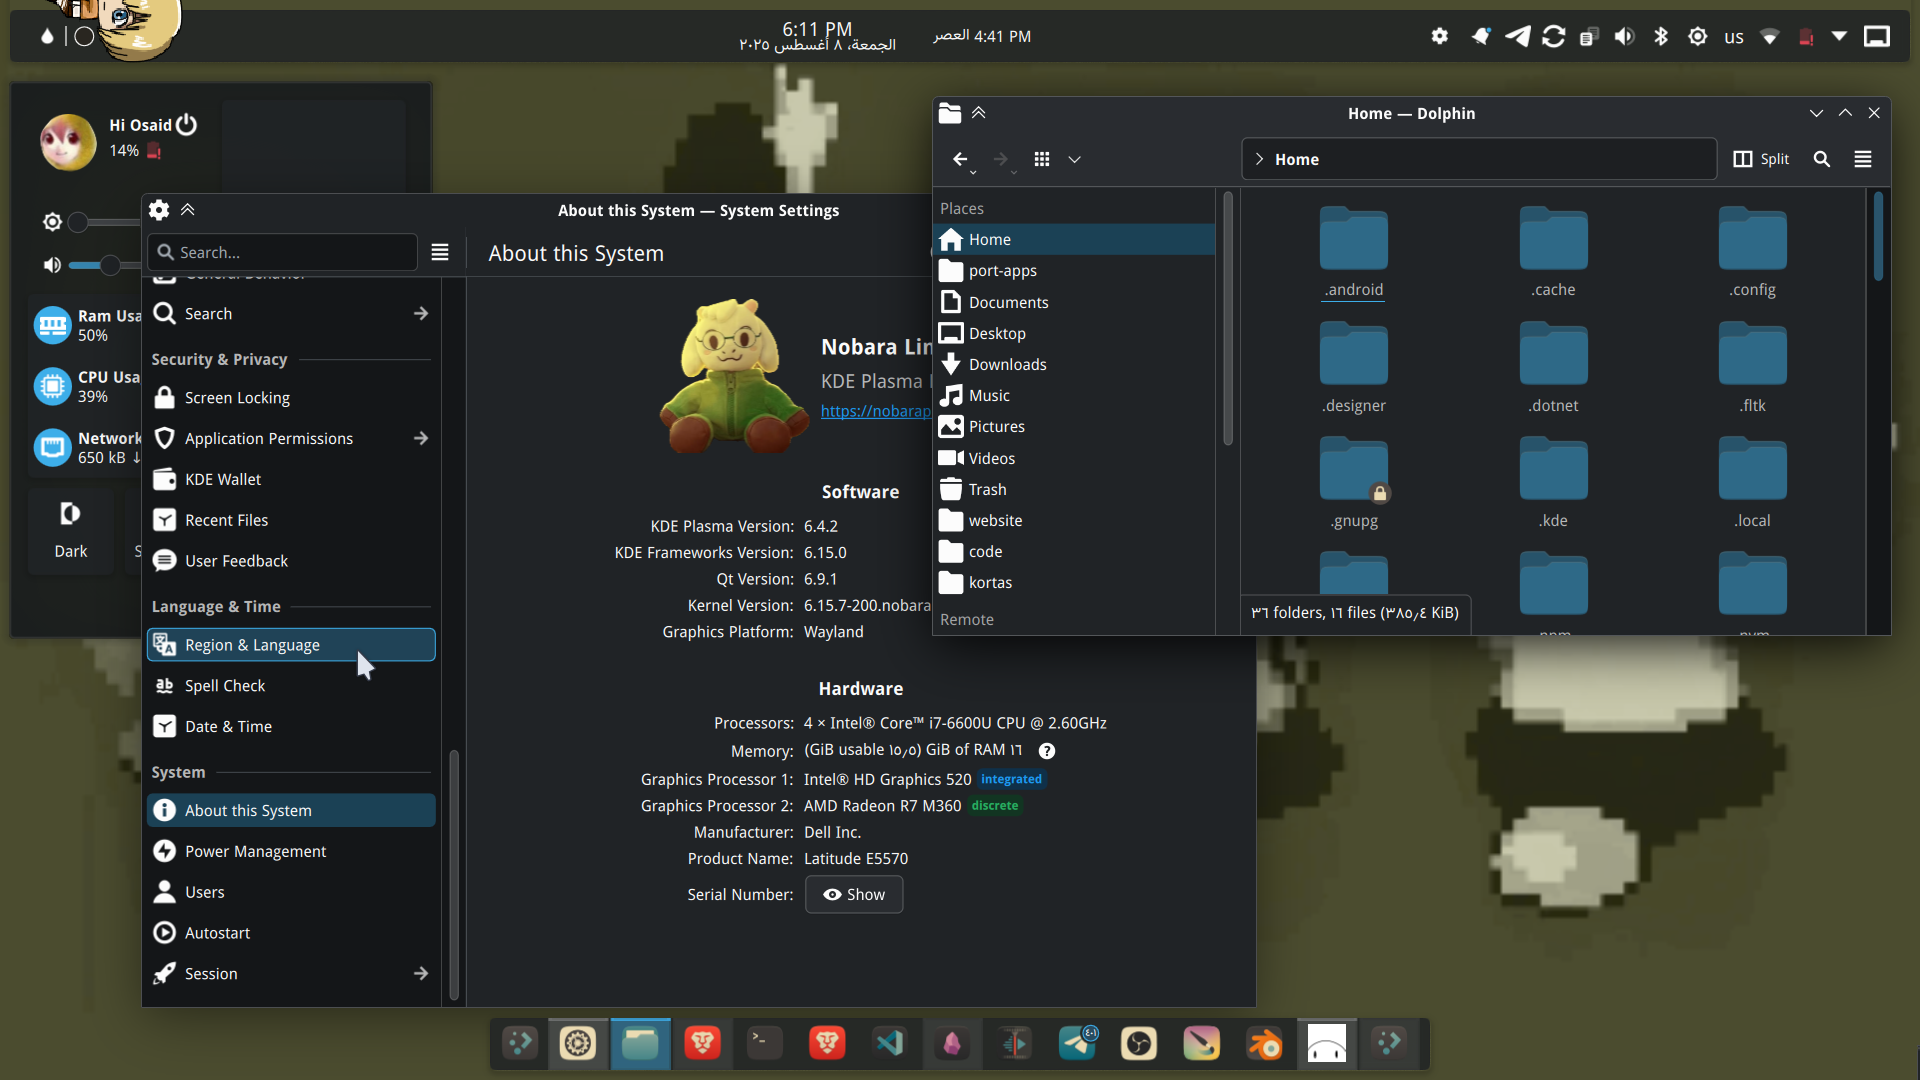 6:11 PM
الجمعة، ٨ أغسطس ٢٠٢٥
العصر 4:41 PM
us
Hi Osaid
14%
Ram Usa
50%
CPU Usa
39%
Network
650 kB ↓
Dark
S
About this System — System Settings
Search...
About this System
General Behavior
Search
Security & Privacy
Screen Locking
Application Permissions
KDE Wallet
Recent Files
User Feedback
Language & Time
Region & Language
Spell Check
Date & Time
System
About this System
Power Management
Users
Autostart
Session
Nobara Lin
KDE Plasma
https://nobarap
Software
KDE Plasma Version: 6.4.2
KDE Frameworks Version: 6.15.0
Qt Version: 6.9.1
Kernel Version: 6.15.7-200.nobara
Graphics Platform: Wayland
Hardware
Processors: 4 × Intel® Core™ i7-6600U CPU @ 2.60GHz
Memory: (GiB usable ١٥٫٥) GiB of RAM ١٦
Graphics Processor 1: Intel® HD Graphics 520 integrated
Graphics Processor 2: AMD Radeon R7 M360 discrete
Manufacturer: Dell Inc.
Product Name: Latitude E5570
Serial Number: Show
Home — Dolphin
Home
Split
Places
Home
port-apps
Documents
Desktop
Downloads
Music
Pictures
Videos
Trash
website
code
kortas
Remote
.android
.cache
.config
.designer
.dotnet
.fltk
.gnupg
.kde
.local
٣٦ folders, ١٦ files (٣٨٥٫٤ KiB)